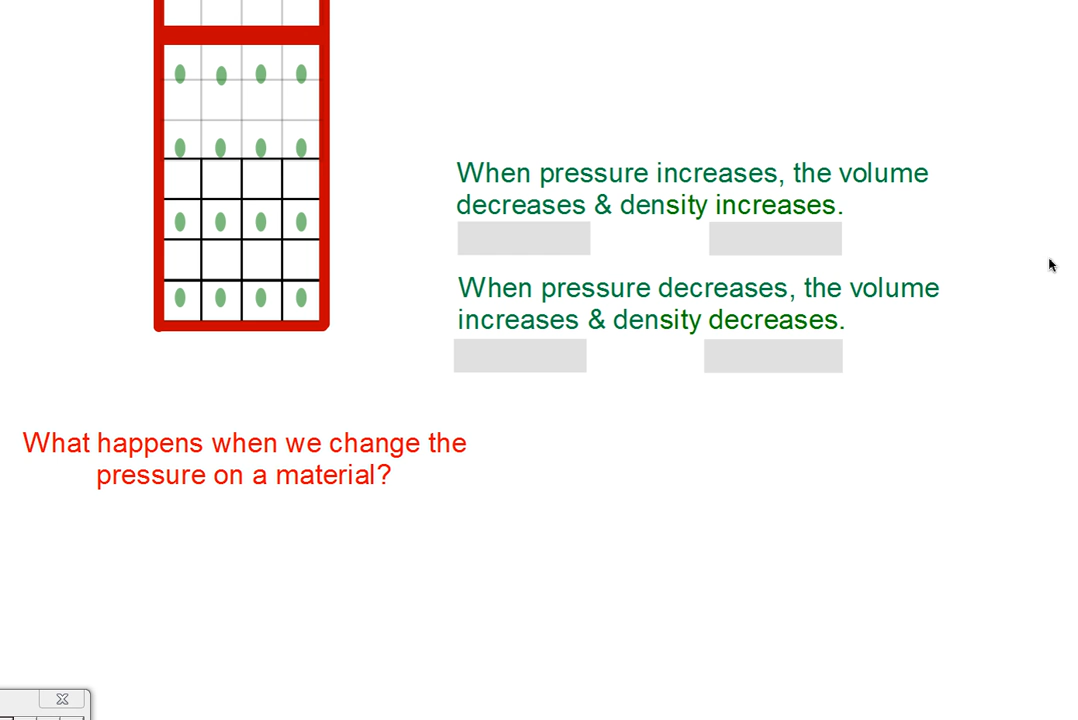 When pressure increases, the volume
decreases & density increases.
When pressure decreases, the volume
increases & density decreases.
What happens when we change the
pressure on a material?